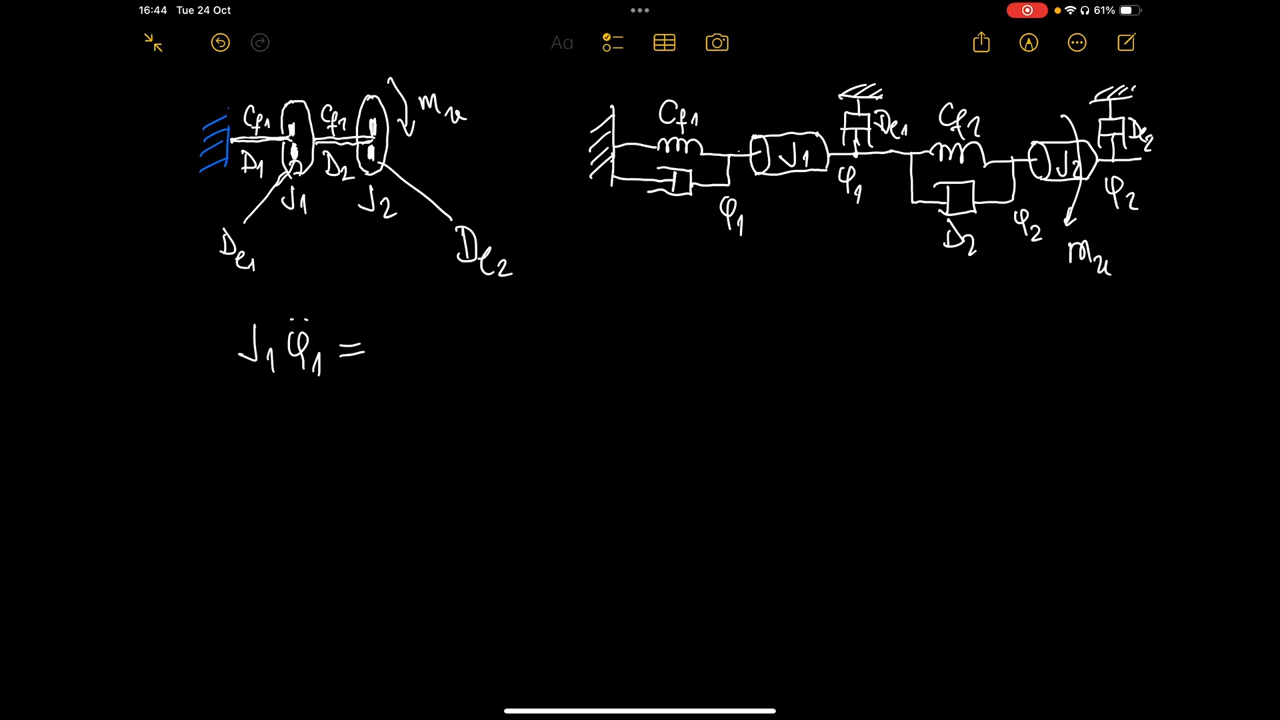 16:44 Tue 24 Oct
61%
Aa
Cφ1 Cφ2 Mu
D1 D2
J1 J2
De1 De2
Cφ1 J1 De1 Cφ2 J2 De2
φ1 φ1 D2 φ2 φ2
Mu
J1 φ̈1 =